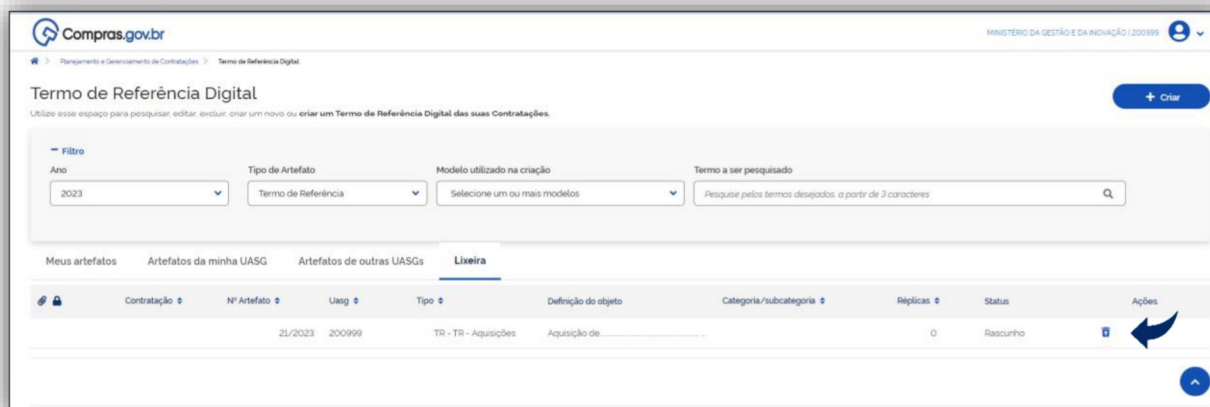 Compras.gov.br
MINISTÉRIO DA GESTÃO E DA INOVAÇÃO | 200999
Planejamento e Gerenciamento de Contratações > Termo de Referência Digital
Termo de Referência Digital
+ Criar
Utilize esse espaço para pesquisar, editar, excluir, criar um novo ou criar um Termo de Referência Digital das suas Contratações.
Filtro
Ano Tipo de Artefato Modelo utilizado na criação Termo a ser pesquisado
2023 Termo de Referência Selecione um ou mais modelos Pesquise pelos termos desejados, a partir de 3 caracteres
Meus artefatos Artefatos da minha UASG Artefatos de outras UASGs Lixeira
Contratação Nº Artefato Uasg Tipo Definição do objeto Categoria/subcategoria Réplicas Status Ações
21/2023 200999 TR - TR - Aquisições Aquisição de 0 Rascunho